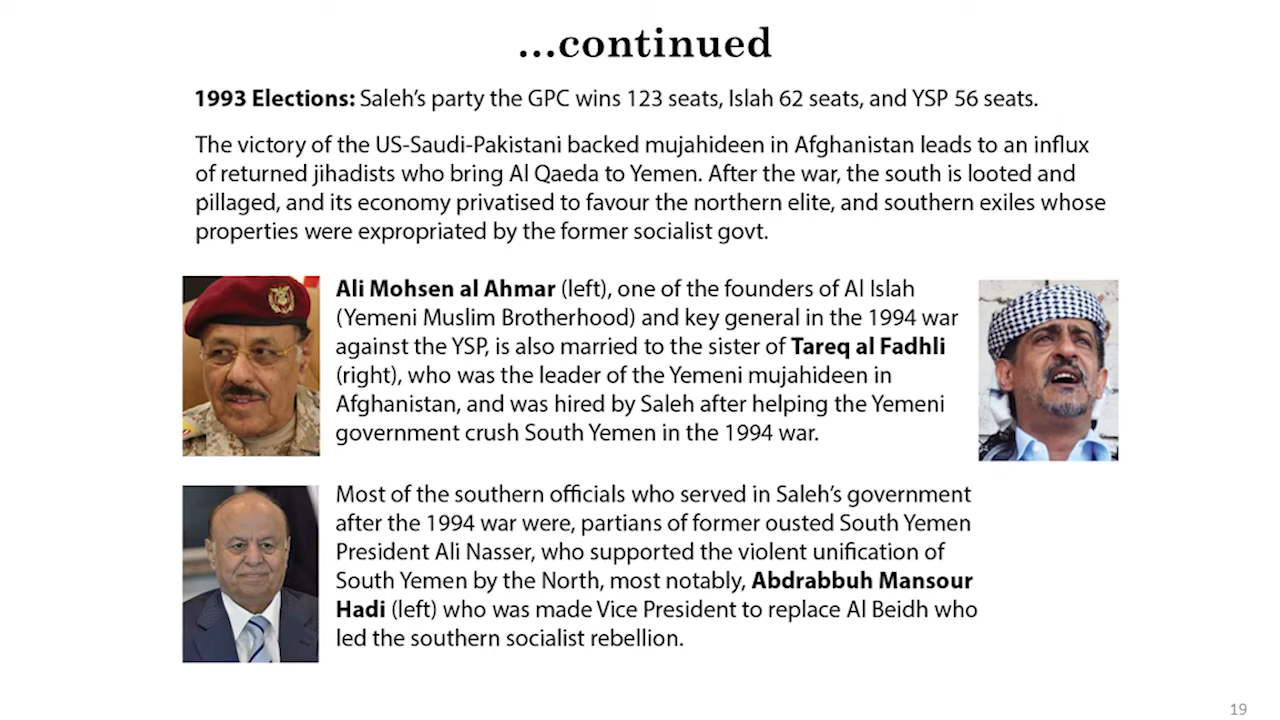 ...continued
1993 Elections: Saleh’s party the GPC wins 123 seats, Islah 62 seats, and YSP 56 seats.
The victory of the US-Saudi-Pakistani backed mujahideen in Afghanistan leads to an influx
of returned jihadists who bring Al Qaeda to Yemen. After the war, the south is looted and
pillaged, and its economy privatised to favour the northern elite, and southern exiles whose
properties were expropriated by the former socialist govt.
Ali Mohsen al Ahmar (left), one of the founders of Al Islah
(Yemeni Muslim Brotherhood) and key general in the 1994 war
against the YSP, is also married to the sister of Tareq al Fadhli
(right), who was the leader of the Yemeni mujahideen in
Afghanistan, and was hired by Saleh after helping the Yemeni
government crush South Yemen in the 1994 war.
Most of the southern officials who served in Saleh’s government
after the 1994 war were, partians of former ousted South Yemen
President Ali Nasser, who supported the violent unification of
South Yemen by the North, most notably, Abdrabbuh Mansour
Hadi (left) who was made Vice President to replace Al Beidh who
led the southern socialist rebellion.
19